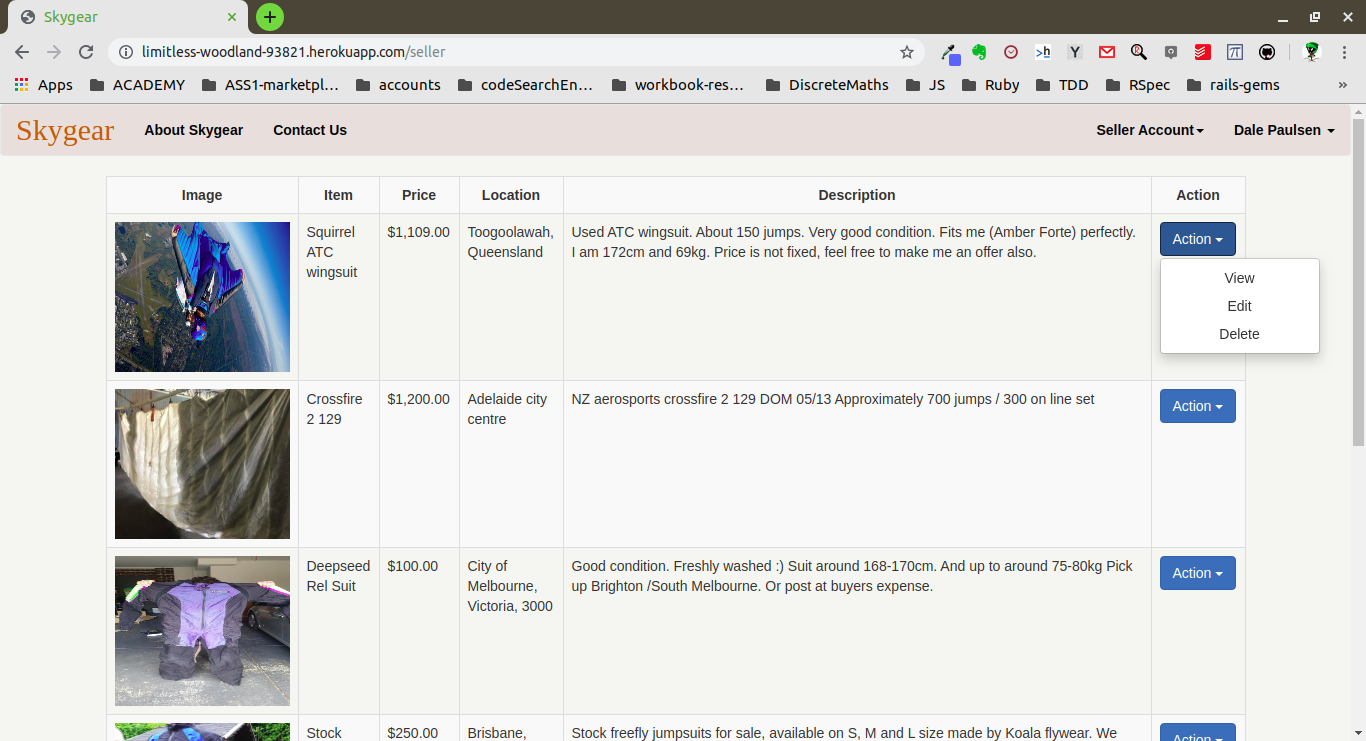 Skygear
limitless-woodland-93821.herokuapp.com/seller
Apps ACADEMY ASS1-marketpl... accounts codeSearchEn... workbook-res... DiscreteMaths JS Ruby TDD RSpec rails-gems »
Skygear About Skygear Contact Us Seller Account Dale Paulsen
Image Item Price Location Description Action
Squirrel
ATC
wingsuit
$1,109.00
Toogoolawah,
Queensland
Used ATC wingsuit. About 150 jumps. Very good condition. Fits me (Amber Forte) perfectly.
I am 172cm and 69kg. Price is not fixed, feel free to make me an offer also.
Action
View
Edit
Delete
Crossfire
2 129
$1,200.00
Adelaide city
centre
NZ aerosports crossfire 2 129 DOM 05/13 Approximately 700 jumps / 300 on line set
Action
Deepseed
Rel Suit
$100.00
City of
Melbourne,
Victoria, 3000
Good condition. Freshly washed :) Suit around 168-170cm. And up to around 75-80kg Pick
up Brighton /South Melbourne. Or post at buyers expense.
Action
Stock
$250.00
Brisbane,
Stock freefly jumpsuits for sale, available on S, M and L size made by Koala flywear. We
Action